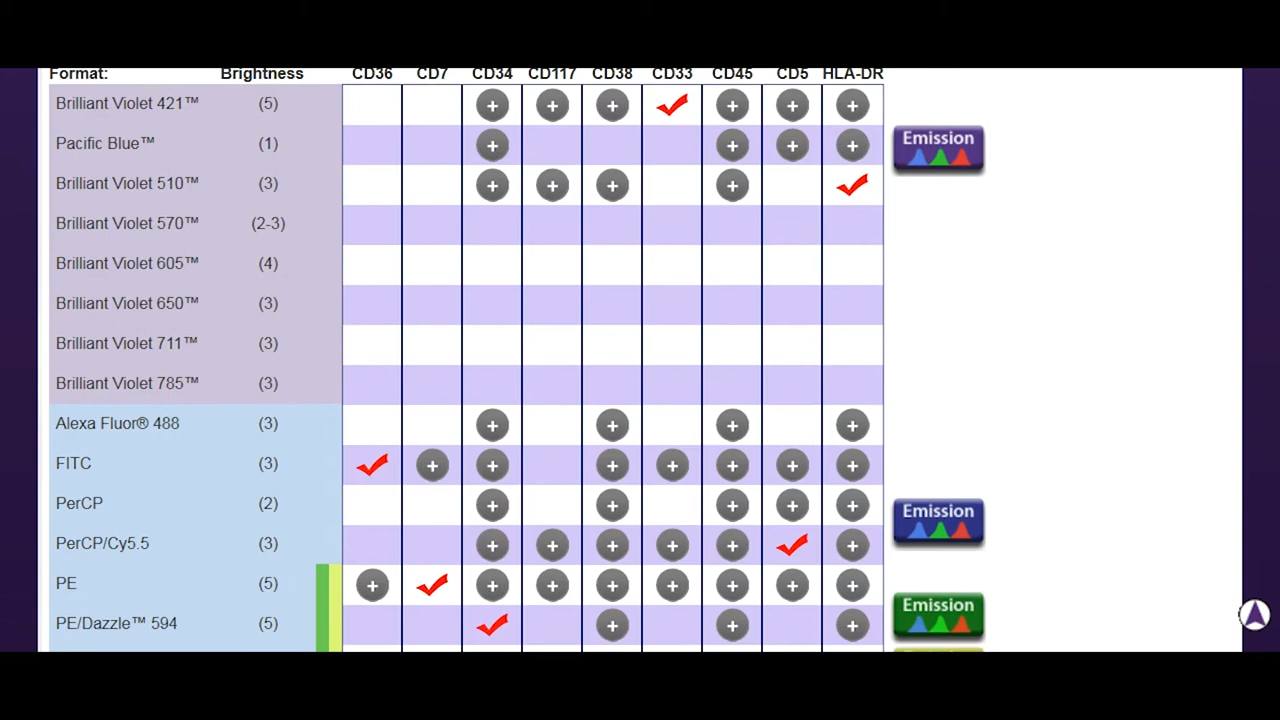 Format: Brightness CD36 CD7 CD34 CD117 CD38 CD33 CD45 CD5 HLA-DR
Brilliant Violet 421™ (5)
Pacific Blue™ (1)
Emission
Brilliant Violet 510™ (3)
Brilliant Violet 570™ (2-3)
Brilliant Violet 605™ (4)
Brilliant Violet 650™ (3)
Brilliant Violet 711™ (3)
Brilliant Violet 785™ (3)
Alexa Fluor® 488 (3)
FITC (3)
PerCP (2)
Emission
PerCP/Cy5.5 (3)
PE (5)
Emission
PE/Dazzle™ 594 (5)